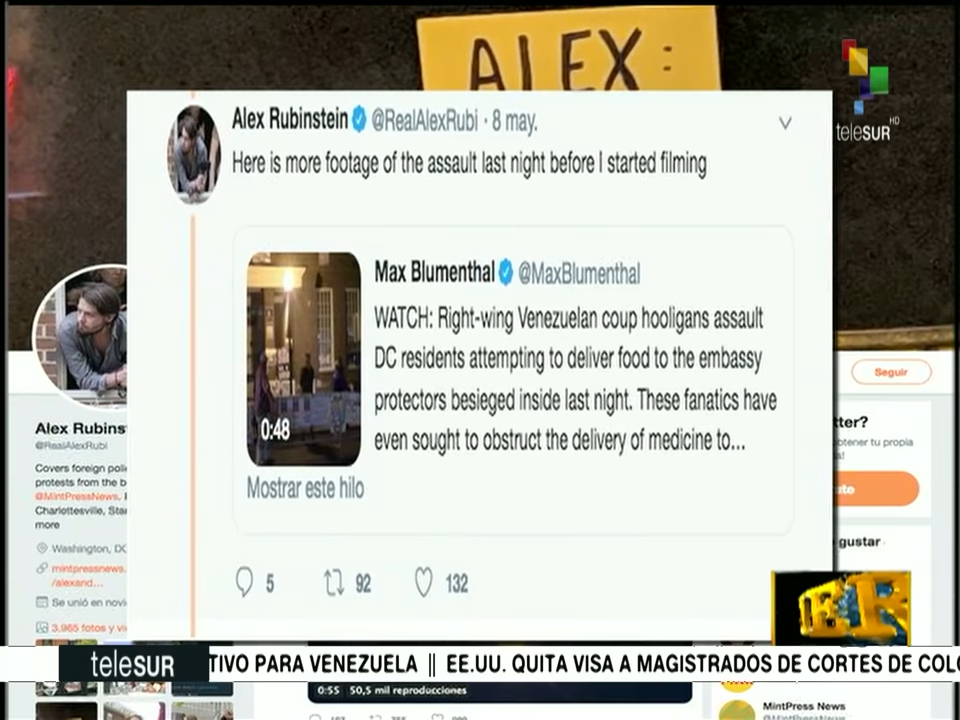 ALEX:
teleSUR HD
Alex Rubinstein @RealAlexRubi · 8 may.
Here is more footage of the assault last night before I started filming
Max Blumenthal @MaxBlumenthal
WATCH: Right-wing Venezuelan coup hooligans assault
DC residents attempting to deliver food to the embassy
protectors besieged inside last night. These fanatics have
even sought to obstruct the delivery of medicine to...
0:48
Mostrar este hilo
5 92 132
Seguir
Alex Rubins
@RealAlexRubi
Covers foreign poli
protests from the b
@MintPressNews.
Charlottesville, Sta
more
Washington, DC
mintpressnews.
/alexand...
Se unió en novi
3.965 fotos y vi
tter?
obtener tu propia
gustar
ER
teleSUR
TIVO PARA VENEZUELA || EE.UU. QUITA VISA A MAGISTRADOS DE CORTES DE COLO
0:55 50,5 mil reproducciones
MintPress News
@MintPressNews